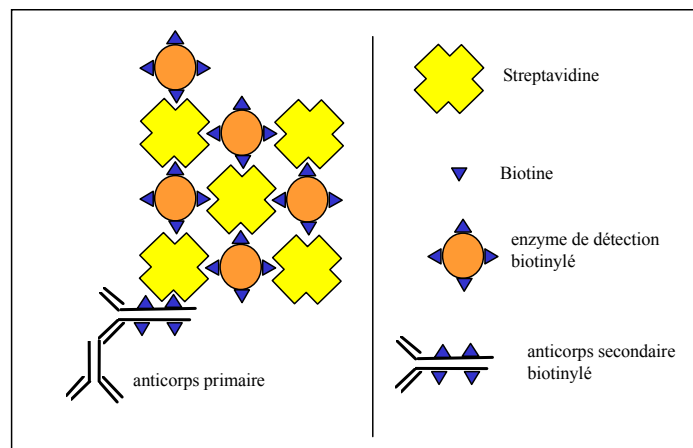 Streptavidine
Biotine
enzyme de détection
biotinylé
anticorps secondaire
biotinylé
anticorps primaire